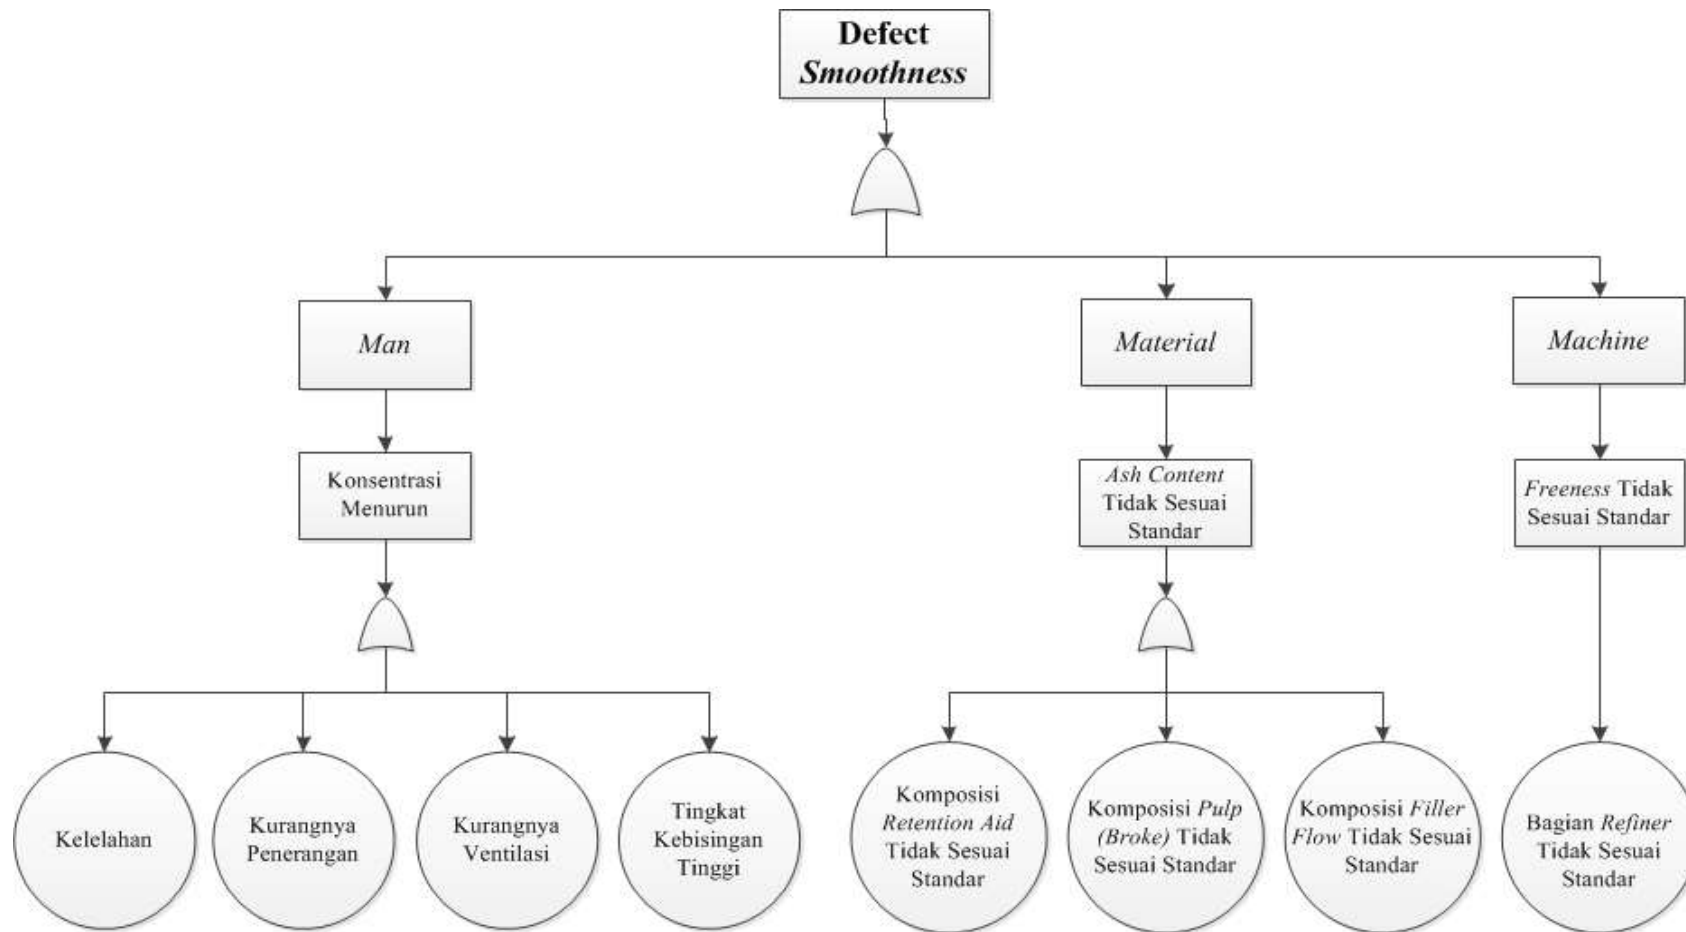 Defect
Smoothness
Man
Material
Machine
Konsentrasi
Menurun
Ash Content
Tidak Sesuai
Standar
Freeness Tidak
Sesuai Standar
Kelelahan
Kurangnya
Penerangan
Kurangnya
Ventilasi
Tingkat
Kebisingan
Tinggi
Komposisi
Retention Aid
Tidak Sesuai
Standar
Komposisi Pulp
(Broke) Tidak
Sesuai Standar
Komposisi Filler
Flow Tidak Sesuai
Standar
Bagian Refiner
Tidak Sesuai
Standar